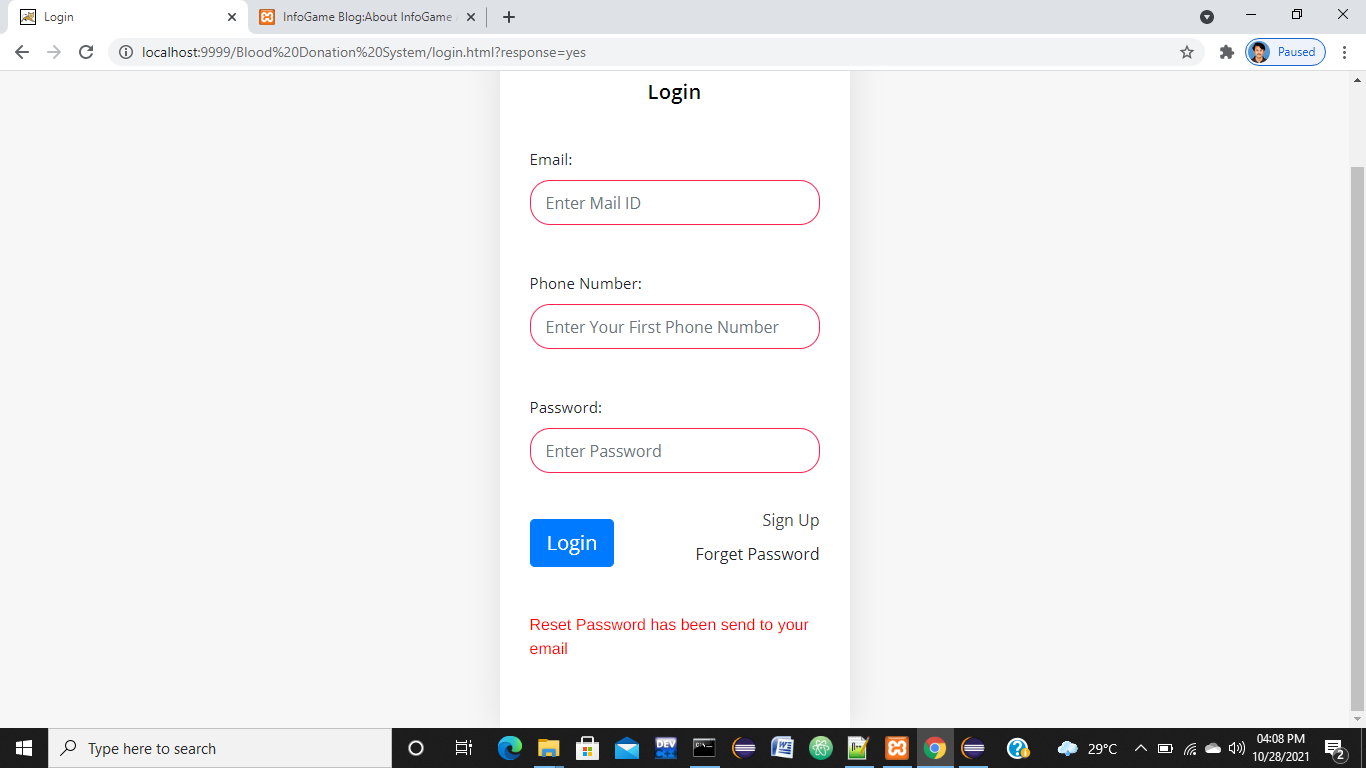 Login
InfoGame Blog:About InfoGame
localhost:9999/Blood%20Donation%20System/login.html?response=yes
Paused
Login
Email:
Enter Mail ID
Phone Number:
Enter Your First Phone Number
Password:
Enter Password
Sign Up
Login
Forget Password
Reset Password has been send to your
email
Type here to search
DEV
29°C
04:08 PM
10/28/2021
2